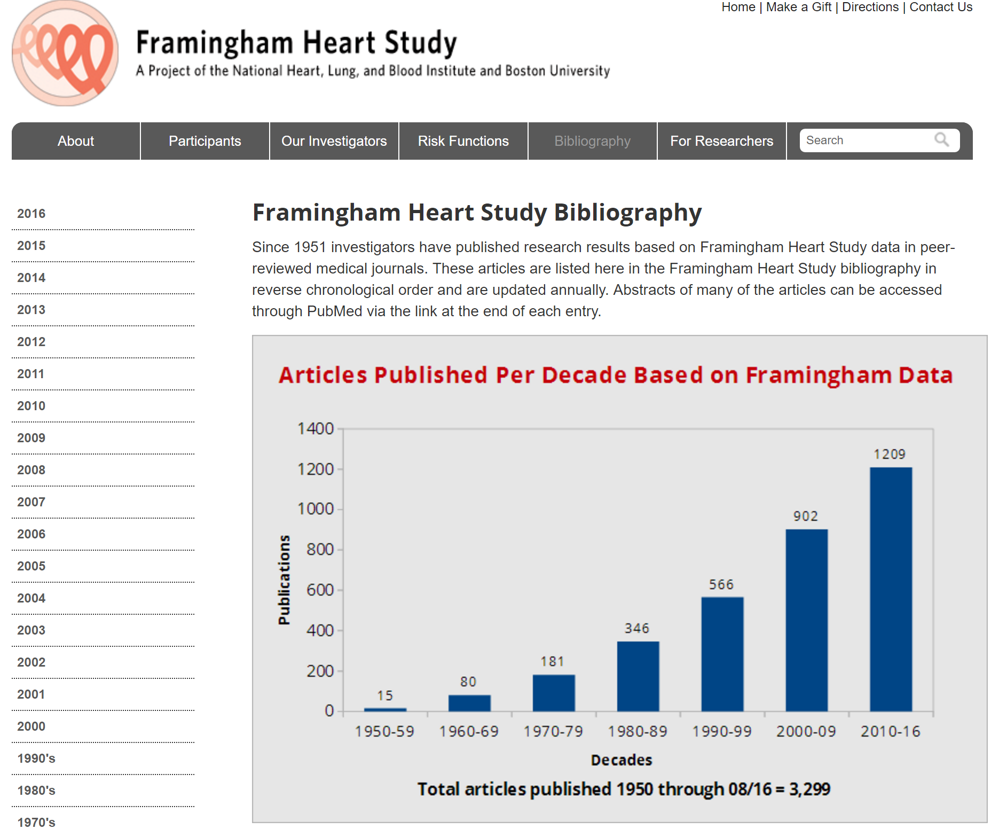 Home | Make a Gift | Directions | Contact Us
Framingham Heart Study
A Project of the National Heart, Lung, and Blood Institute and Boston University
About
Participants
Our Investigators
Risk Functions
Bibliography
For Researchers
Search
2016
2015
2014
2013
2012
2011
2010
2009
2008
2007
2006
2005
2004
2003
2002
2001
2000
1990's
1980's
1970's
Framingham Heart Study Bibliography
Since 1951 investigators have published research results based on Framingham Heart Study data in peer-
reviewed medical journals. These articles are listed here in the Framingham Heart Study bibliography in
reverse chronological order and are updated annually. Abstracts of many of the articles can be accessed
through PubMed via the link at the end of each entry.
Articles Published Per Decade Based on Framingham Data
Publications
1400
1200
1000
800
600
400
200
0
15
80
181
346
566
902
1209
1950-59 1960-69 1970-79 1980-89 1990-99 2000-09 2010-16
Decades
Total articles published 1950 through 08/16 = 3,299